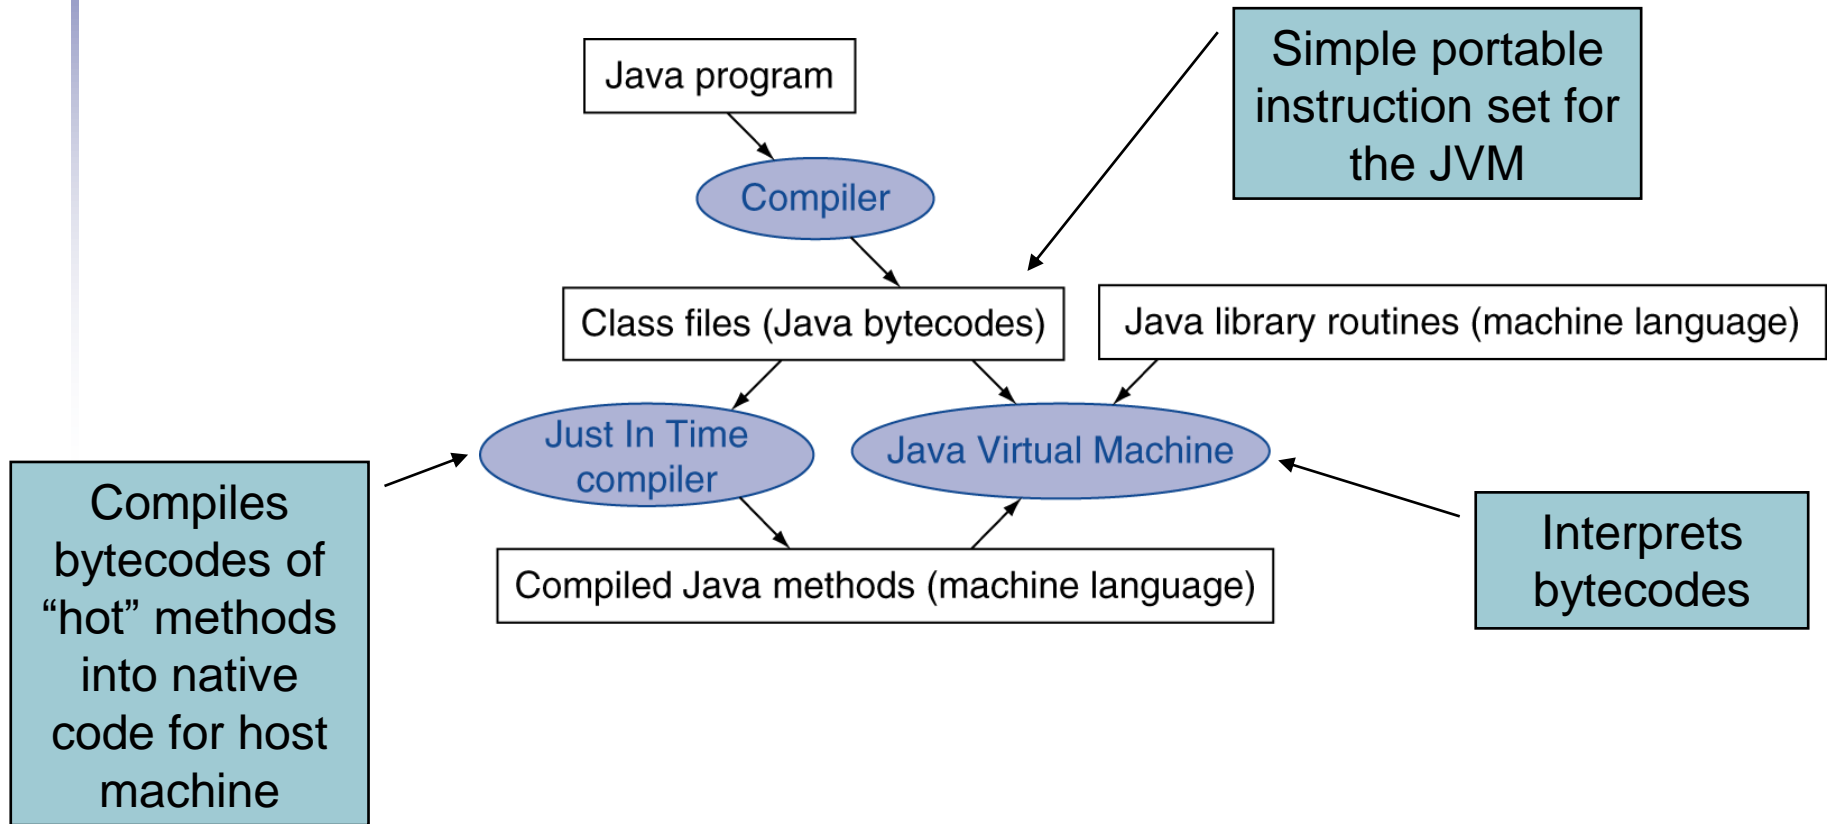 Java program
Simple portable
instruction set for
the JVM
Compiler
Class files (Java bytecodes)
Java library routines (machine language)
Just In Time
compiler
Java Virtual Machine
Compiles
bytecodes of
“hot” methods
into native
code for host
machine
Interprets
bytecodes
Compiled Java methods (machine language)